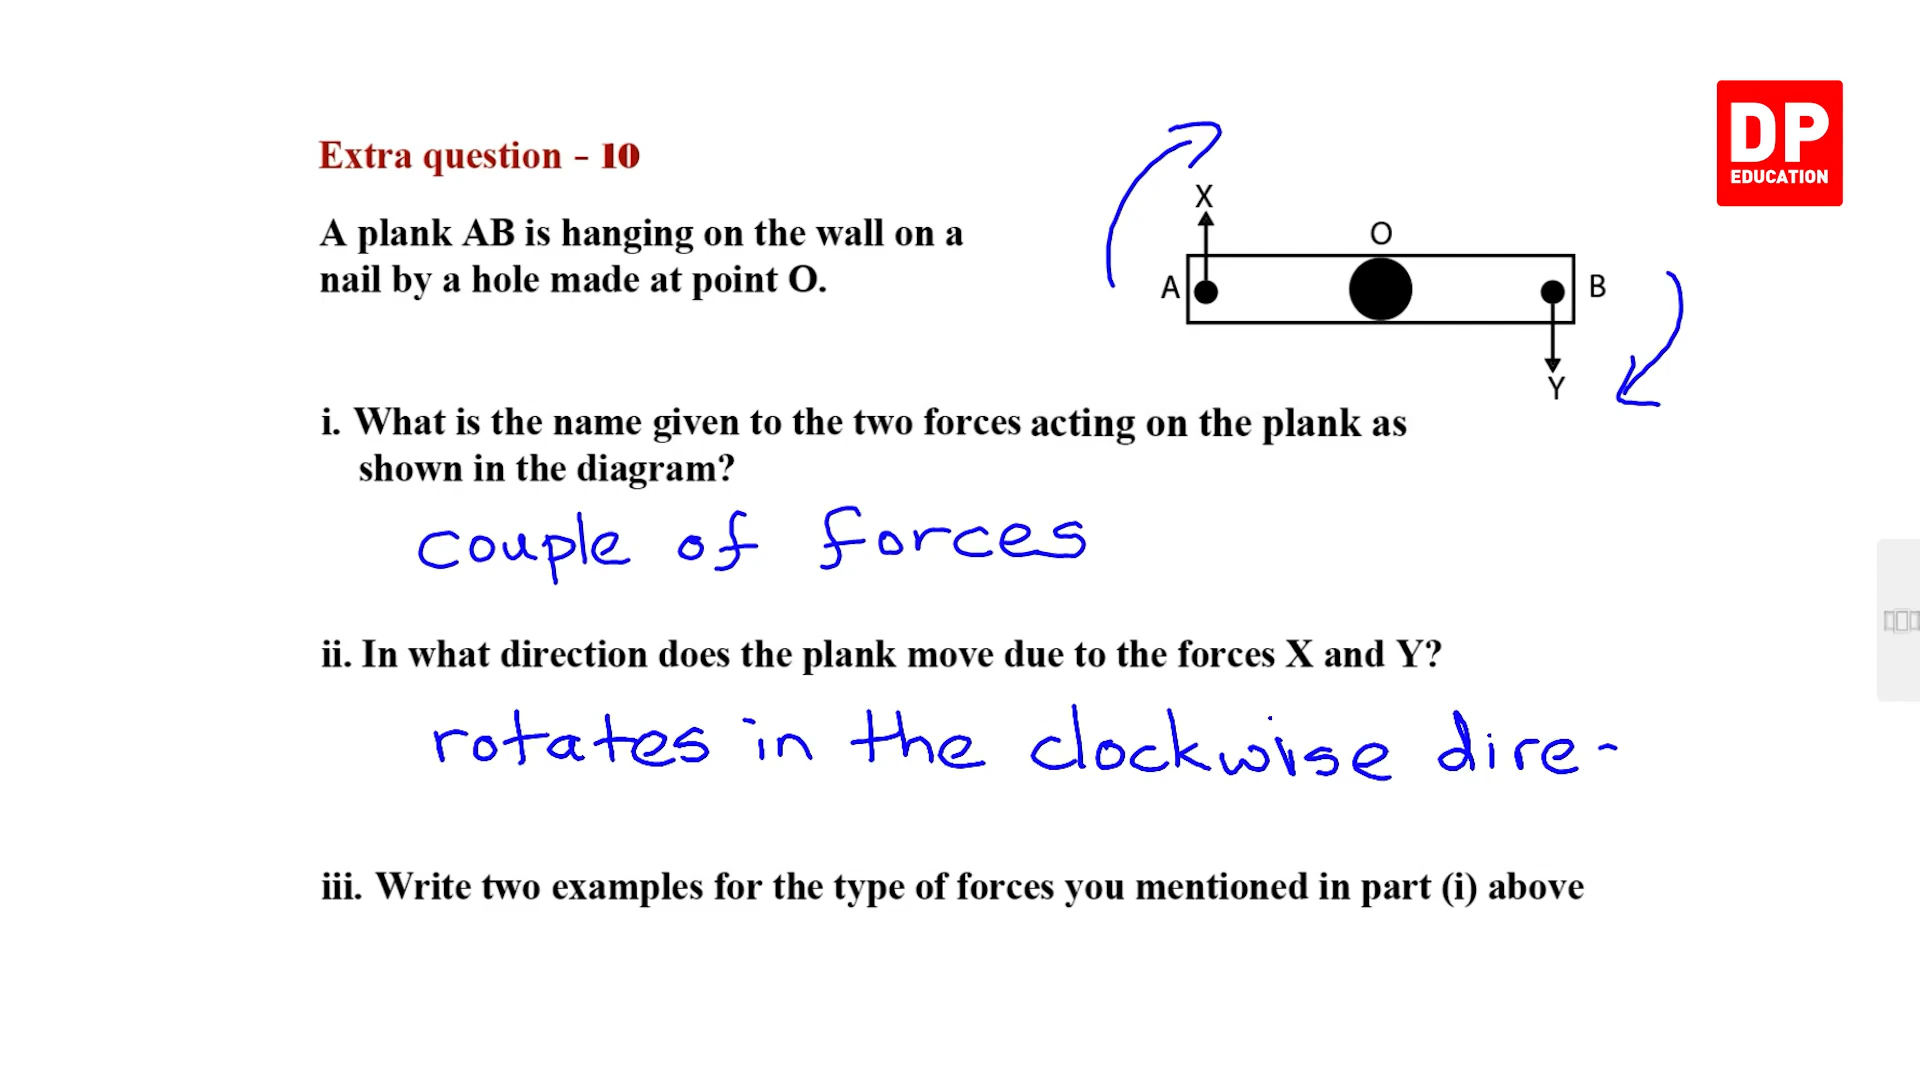 DP
EDUCATION
Extra question - 10
A plank AB is hanging on the wall on a
nail by a hole made at point O.
X
O
A
B
Y
i. What is the name given to the two forces acting on the plank as
shown in the diagram?
couple of forces
ii. In what direction does the plank move due to the forces X and Y?
rotates in the clockwise dire -
iii. Write two examples for the type of forces you mentioned in part (i) above